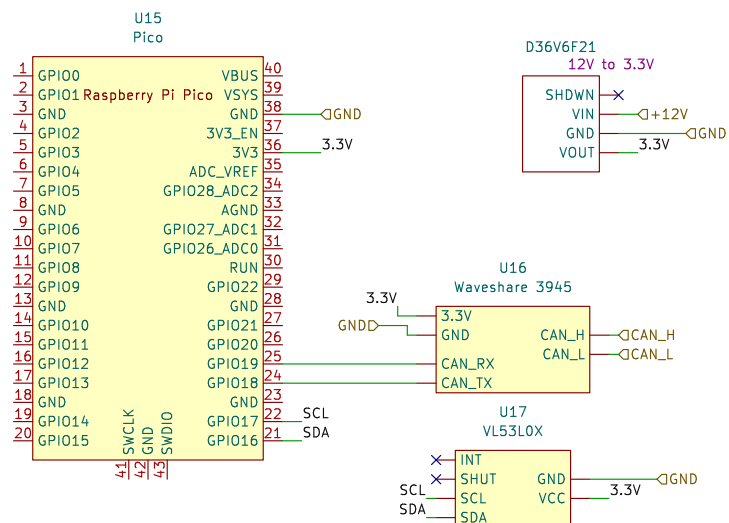 U15
Pico
1 GPIO0 VBUS 40
2 GPIO1 Raspberry Pi Pico VSYS 39
3 GND GND 38 GND
4 GPIO2 3V3_EN 37
5 GPIO3 3V3 36 3.3V
6 GPIO4 ADC_VREF 35
7 GPIO5 GPIO28_ADC2 34
8 GND AGND 33
9 GPIO6 GPIO27_ADC1 32
10 GPIO7 GPIO26_ADC0 31
11 GPIO8 RUN 30
12 GPIO9 GPIO22 29
13 GND GND 28
14 GPIO10 GPIO21 27
15 GPIO11 GPIO20 26
16 GPIO12 GPIO19 25
17 GPIO13 GPIO18 24
18 GND GND 23
19 GPIO14 GPIO17 22 SCL
20 GPIO15 GPIO16 21 SDA
SWCLK GND SWDIO
41 42 43
D36V6F21
12V to 3.3V
SHDWN
VIN +12V
GND GND
VOUT 3.3V
U16
Waveshare 3945
3.3V 3.3V
GND GND CAN_H CAN_H
CAN_L CAN_L
CAN_RX
CAN_TX
U17
VL53L0X
INT
SHUT GND GND
SCL SCL VCC 3.3V
SDA SDA